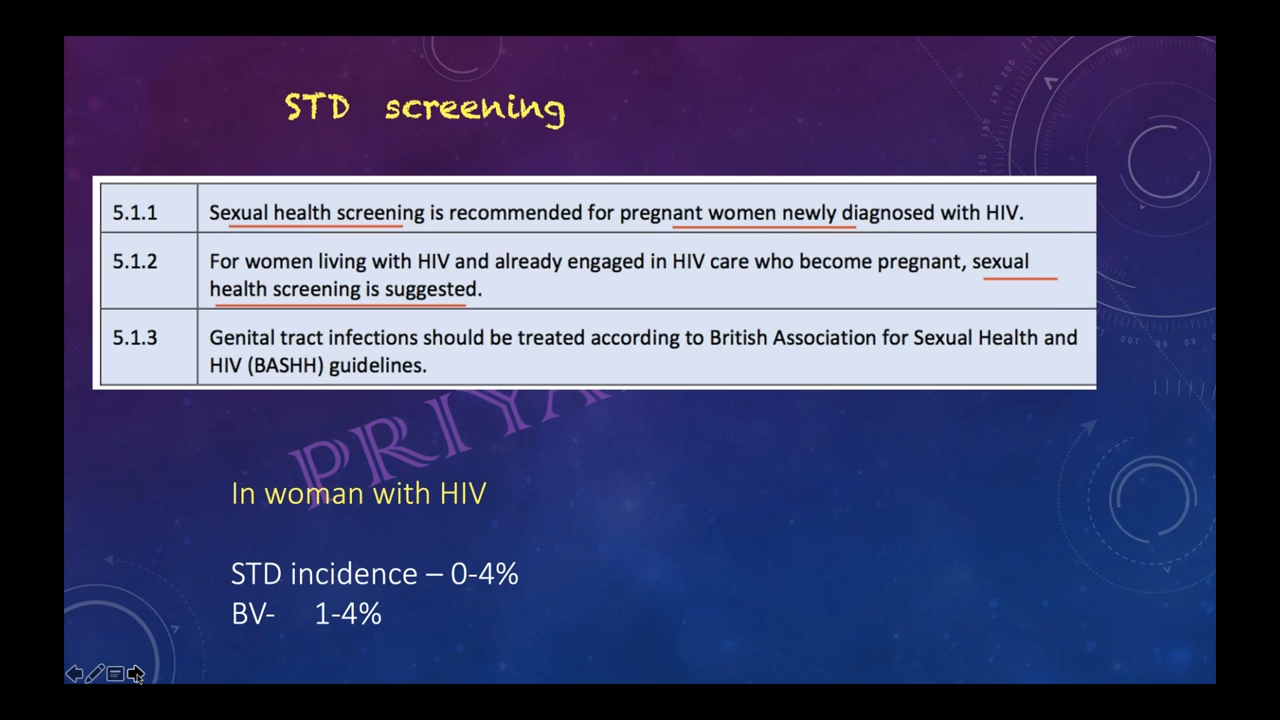 STD screening
5.1.1 Sexual health screening is recommended for pregnant women newly diagnosed with HIV.
5.1.2 For women living with HIV and already engaged in HIV care who become pregnant, sexual
health screening is suggested.
5.1.3 Genital tract infections should be treated according to British Association for Sexual Health and
HIV (BASHH) guidelines.
In woman with HIV
STD incidence – 0-4%
BV- 1-4%